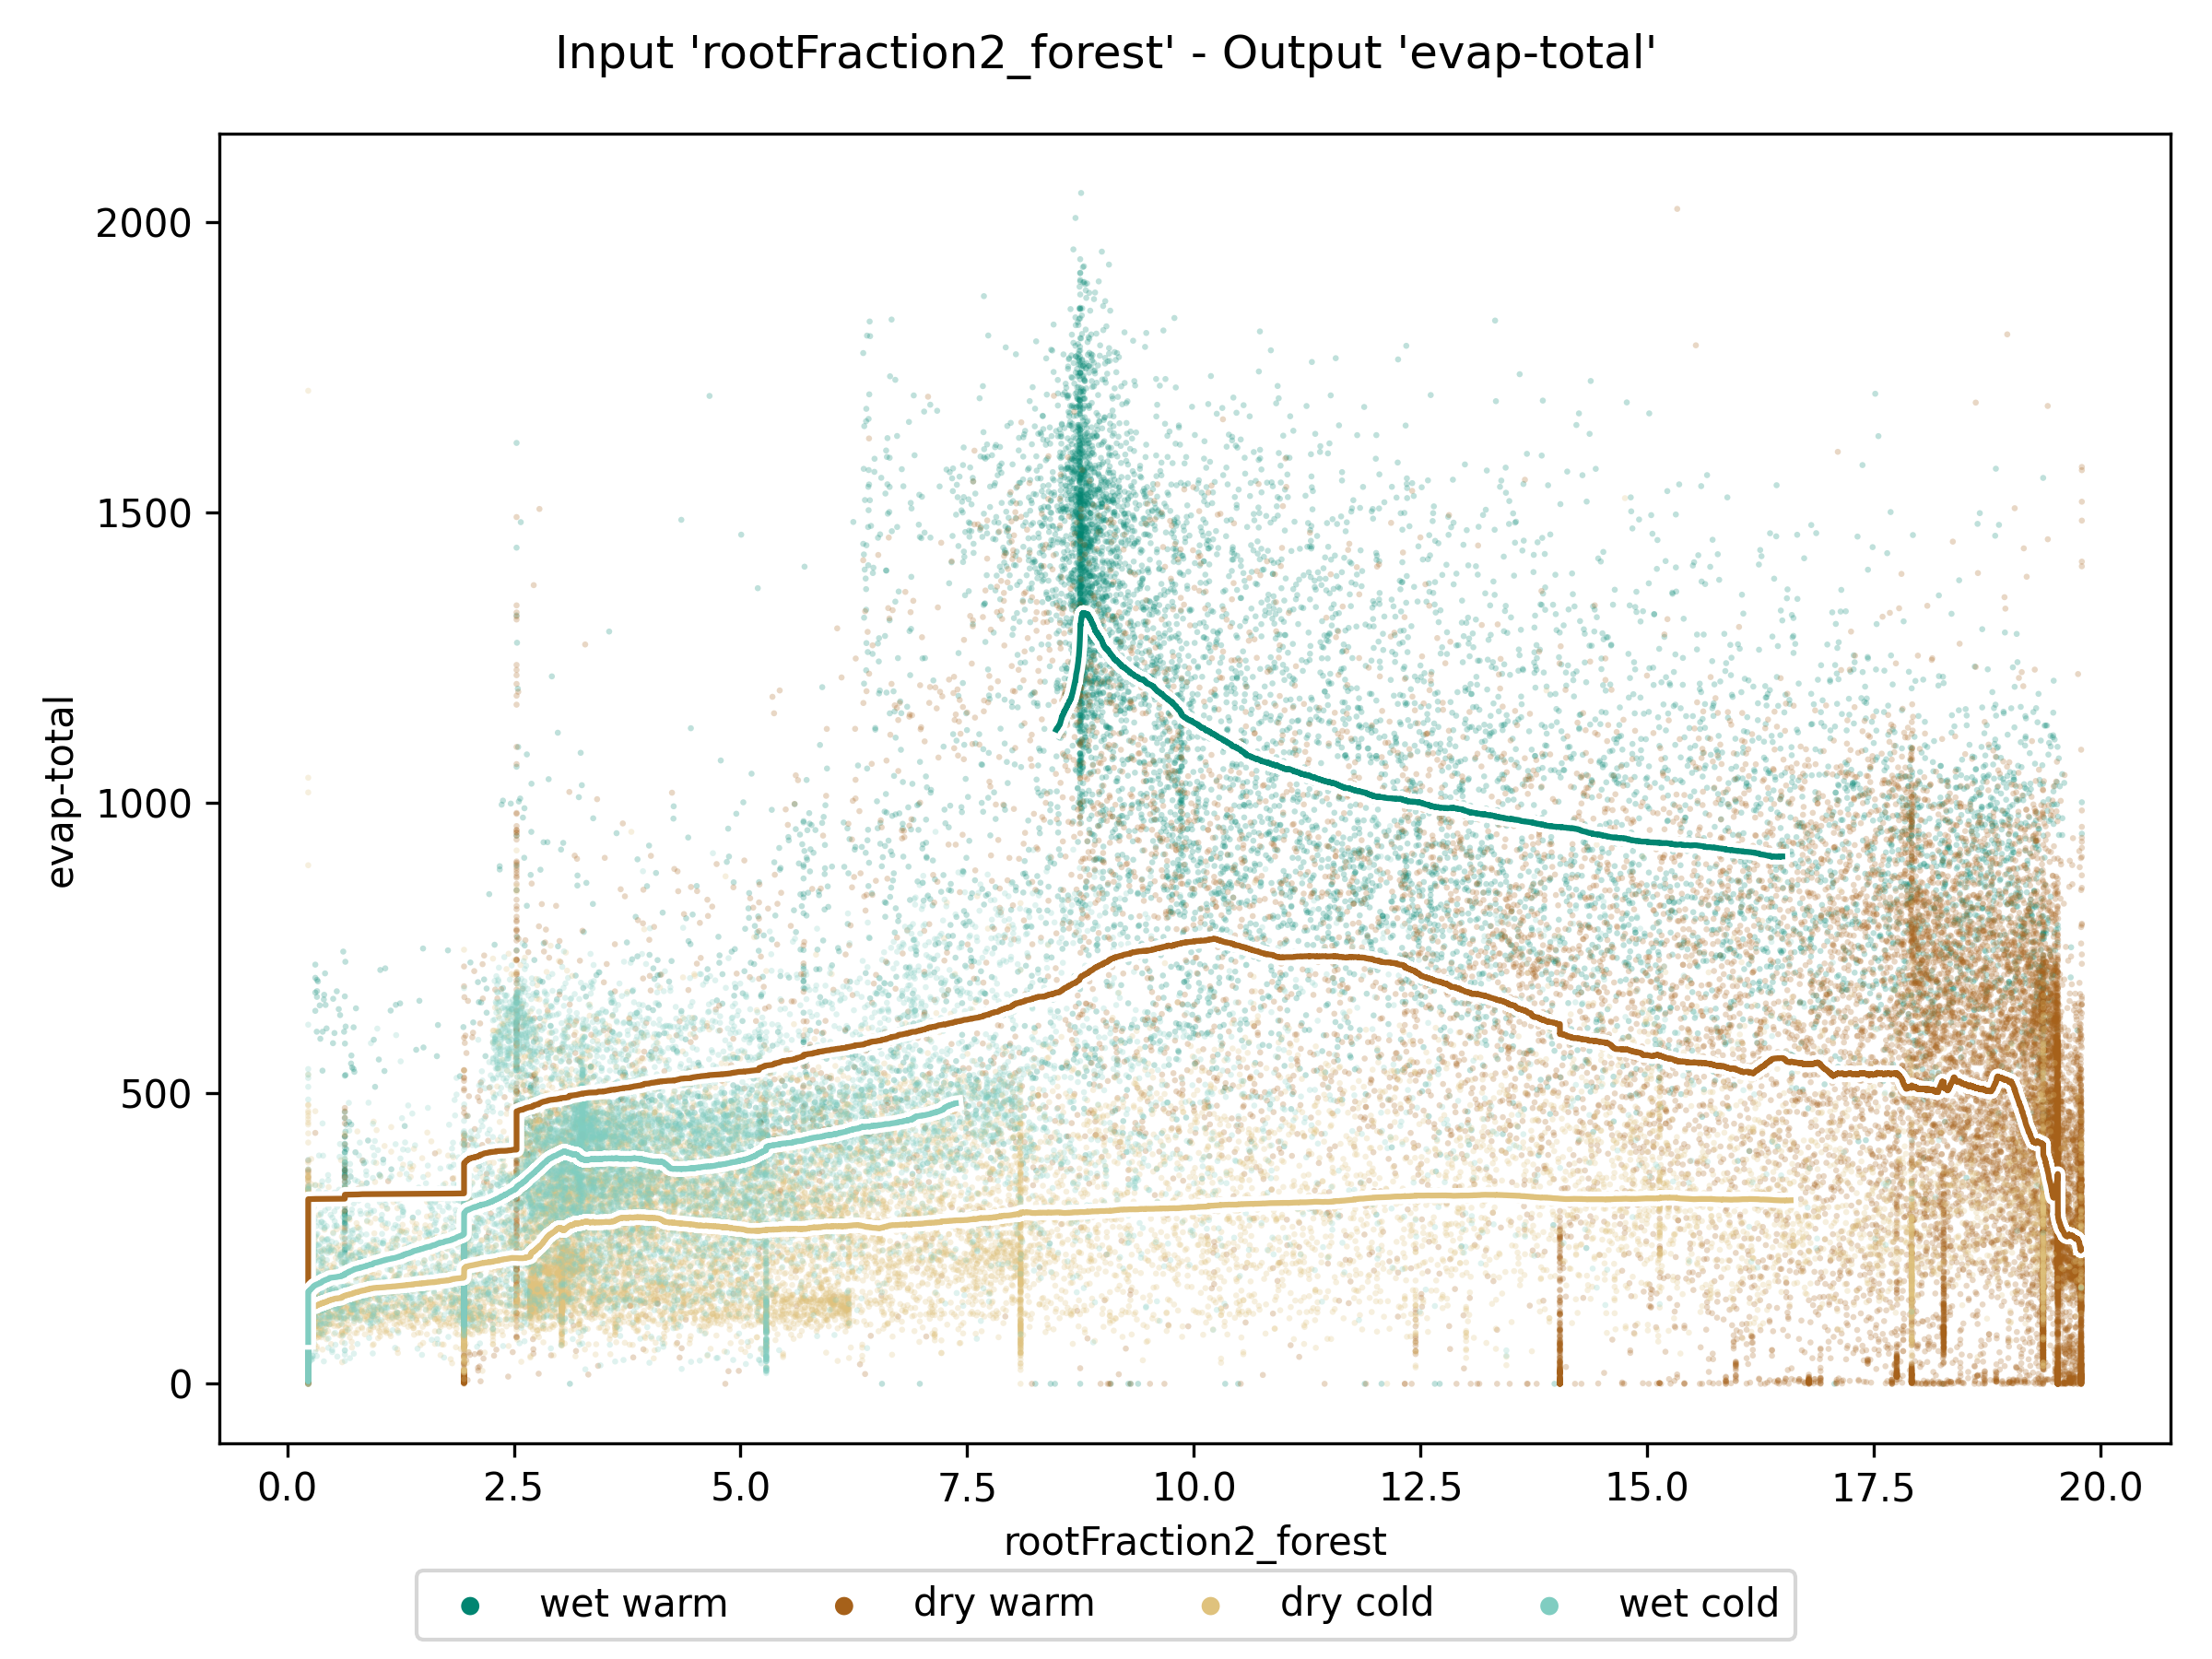 Input 'rootFraction2_forest' - Output 'evap-total'
2000
1500
1000
500
0
evap-total
0.0 2.5 5.0 7.5 10.0 12.5 15.0 17.5 20.0
rootFraction2_forest
wet warm dry warm dry cold wet cold